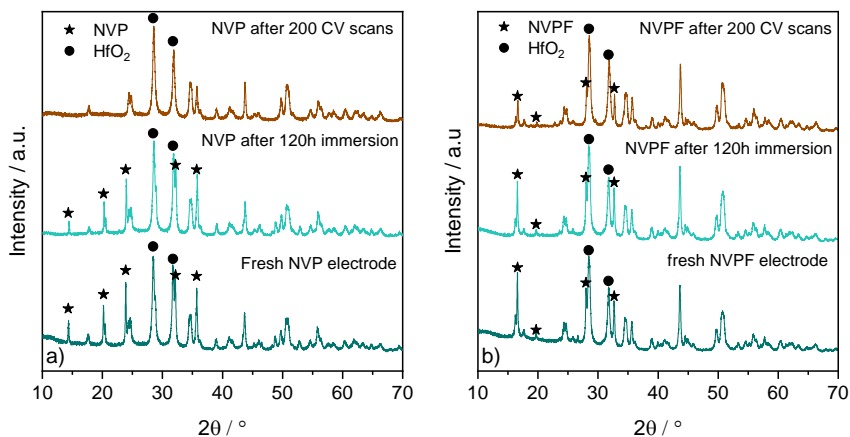 ★ NVP
● HfO₂
NVP after 200 CV scans
NVP after 120h immersion
Fresh NVP electrode
a)
Intensity / a.u.
10 20 30 40 50 60 70
2θ / °
★ NVPF
● HfO₂
NVPF after 200 CV scans
NVPF after 120h immersion
fresh NVPF electrode
b)
Intensity / a.u
10 20 30 40 50 60 70
2θ / °